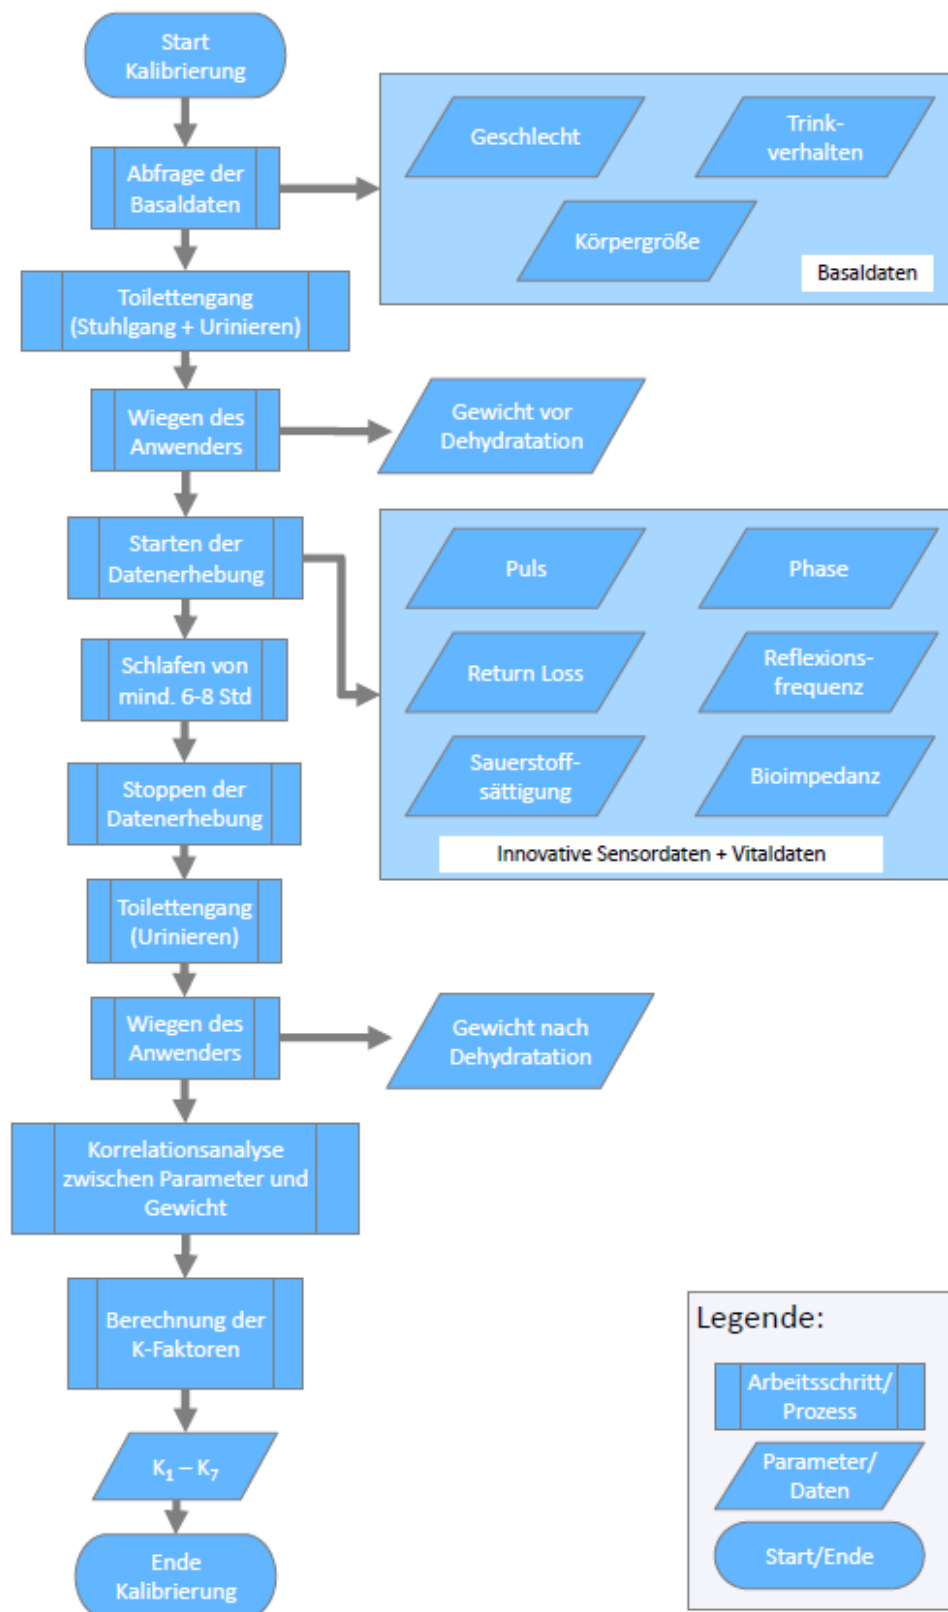 Start
Kalibrierung
Abfrage der
Basaldaten
Geschlecht
Trink-
verhalten
Körpergröße
Basaldaten
Toilettengang
(Stuhlgang + Urinieren)
Wiegen des
Anwenders
Gewicht vor
Dehydratation
Starten der
Datenerhebung
Puls
Phase
Return Loss
Reflexions-
frequenz
Sauerstoff-
sättigung
Bioimpedanz
Innovative Sensordaten + Vitaldaten
Schlafen von
mind. 6-8 Std
Stoppen der
Datenerhebung
Toilettengang
(Urinieren)
Wiegen des
Anwenders
Gewicht nach
Dehydratation
Korrelationsanalyse
zwischen Parameter und
Gewicht
Berechnung der
K-Faktoren
K₁ – K₇
Ende
Kalibrierung
Legende:
Arbeitsschritt/
Prozess
Parameter/
Daten
Start/Ende